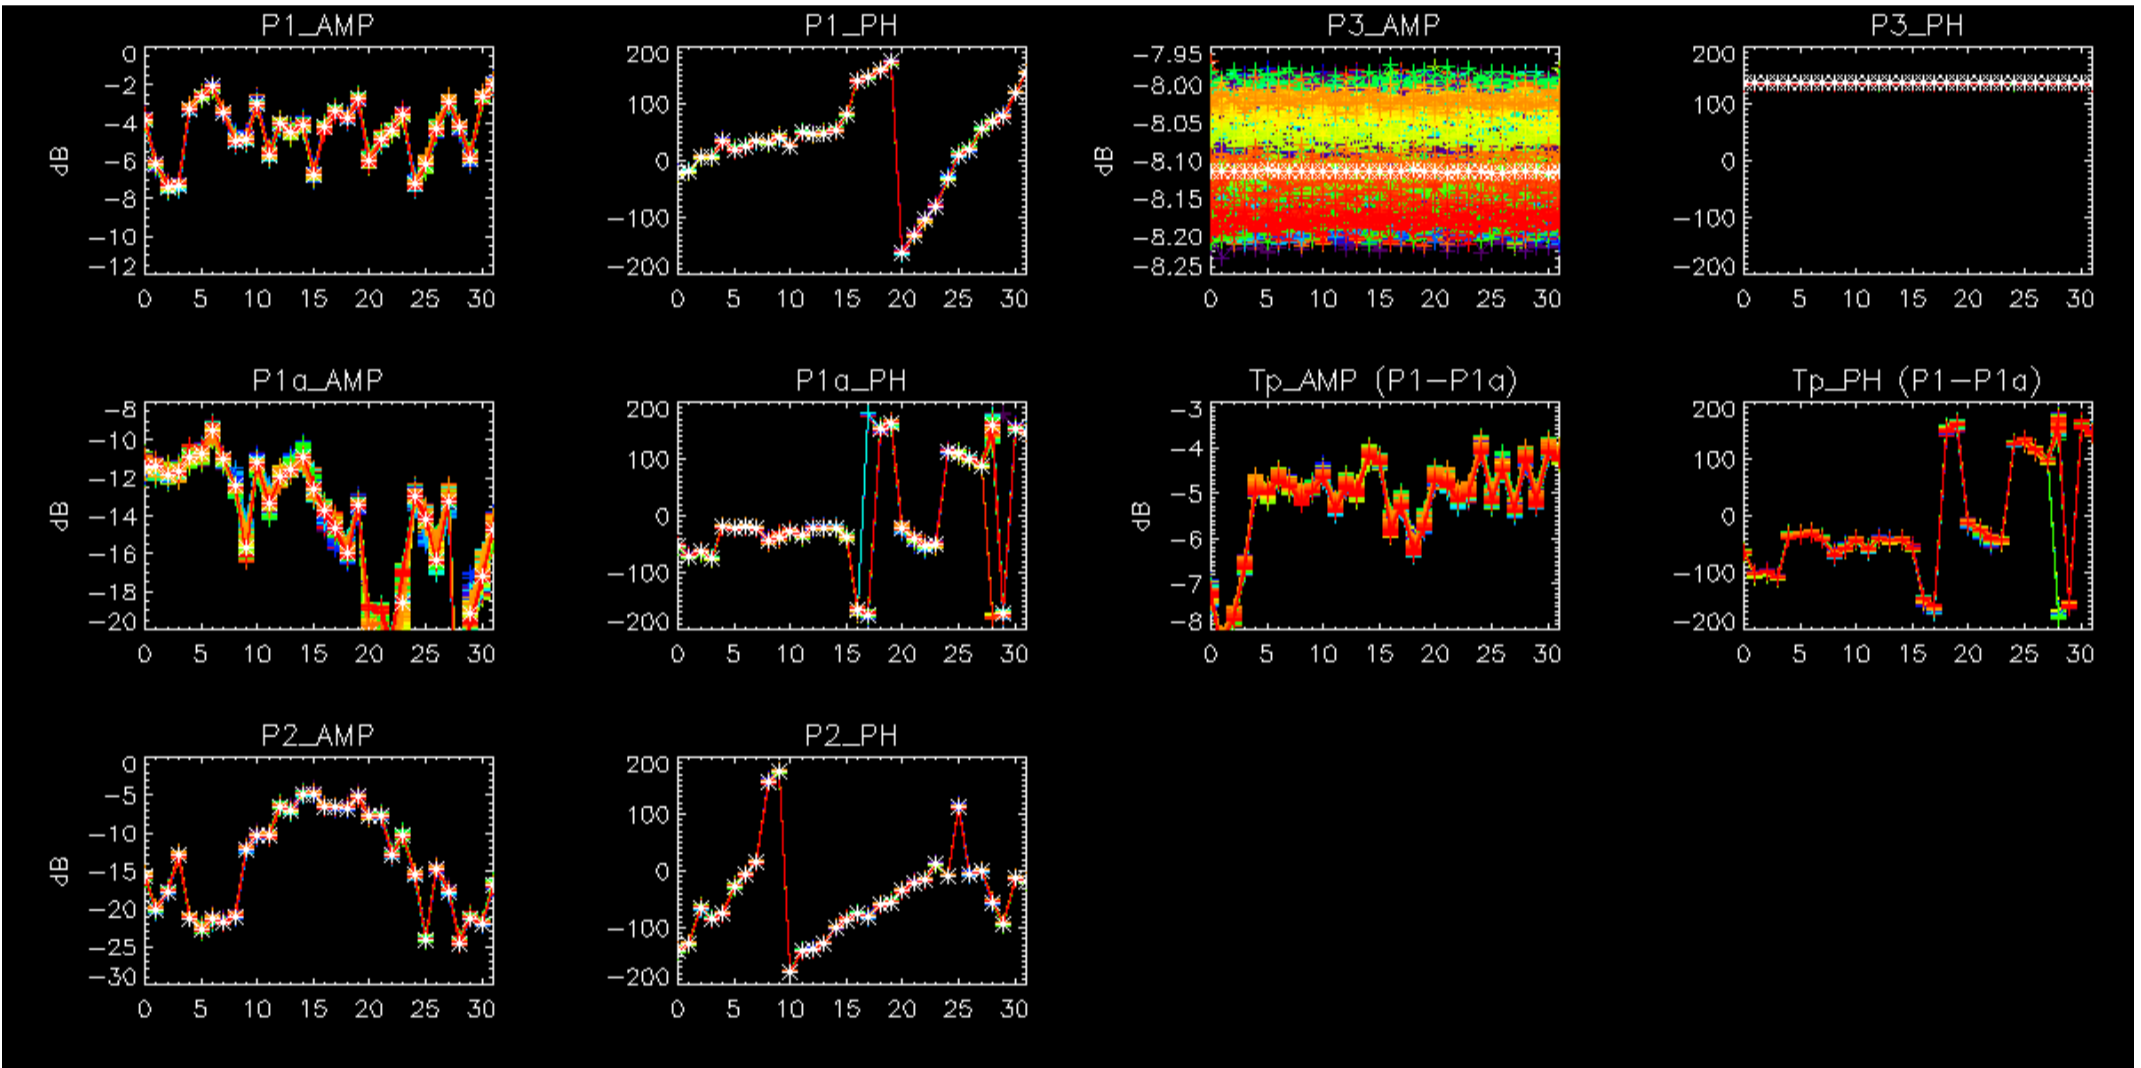 P1_AMP
0
-2
-4
-6
-8
-10
-12
dB
0 5 10 15 20 25 30
P1_PH
200
100
0
-100
-200
0 5 10 15 20 25 30
P3_AMP
-7.95
-8.00
-8.05
-8.10
-8.15
-8.20
-8.25
dB
0 5 10 15 20 25 30
P3_PH
200
100
0
-100
-200
0 5 10 15 20 25 30
P1a_AMP
-8
-10
-12
-14
-16
-18
-20
dB
0 5 10 15 20 25 30
P1a_PH
200
100
0
-100
-200
0 5 10 15 20 25 30
Tp_AMP (P1-P1a)
-3
-4
-5
-6
-7
-8
dB
0 5 10 15 20 25 30
Tp_PH (P1-P1a)
200
100
0
-100
-200
0 5 10 15 20 25 30
P2_AMP
0
-5
-10
-15
-20
-25
-30
dB
0 5 10 15 20 25 30
P2_PH
200
100
0
-100
-200
0 5 10 15 20 25 30